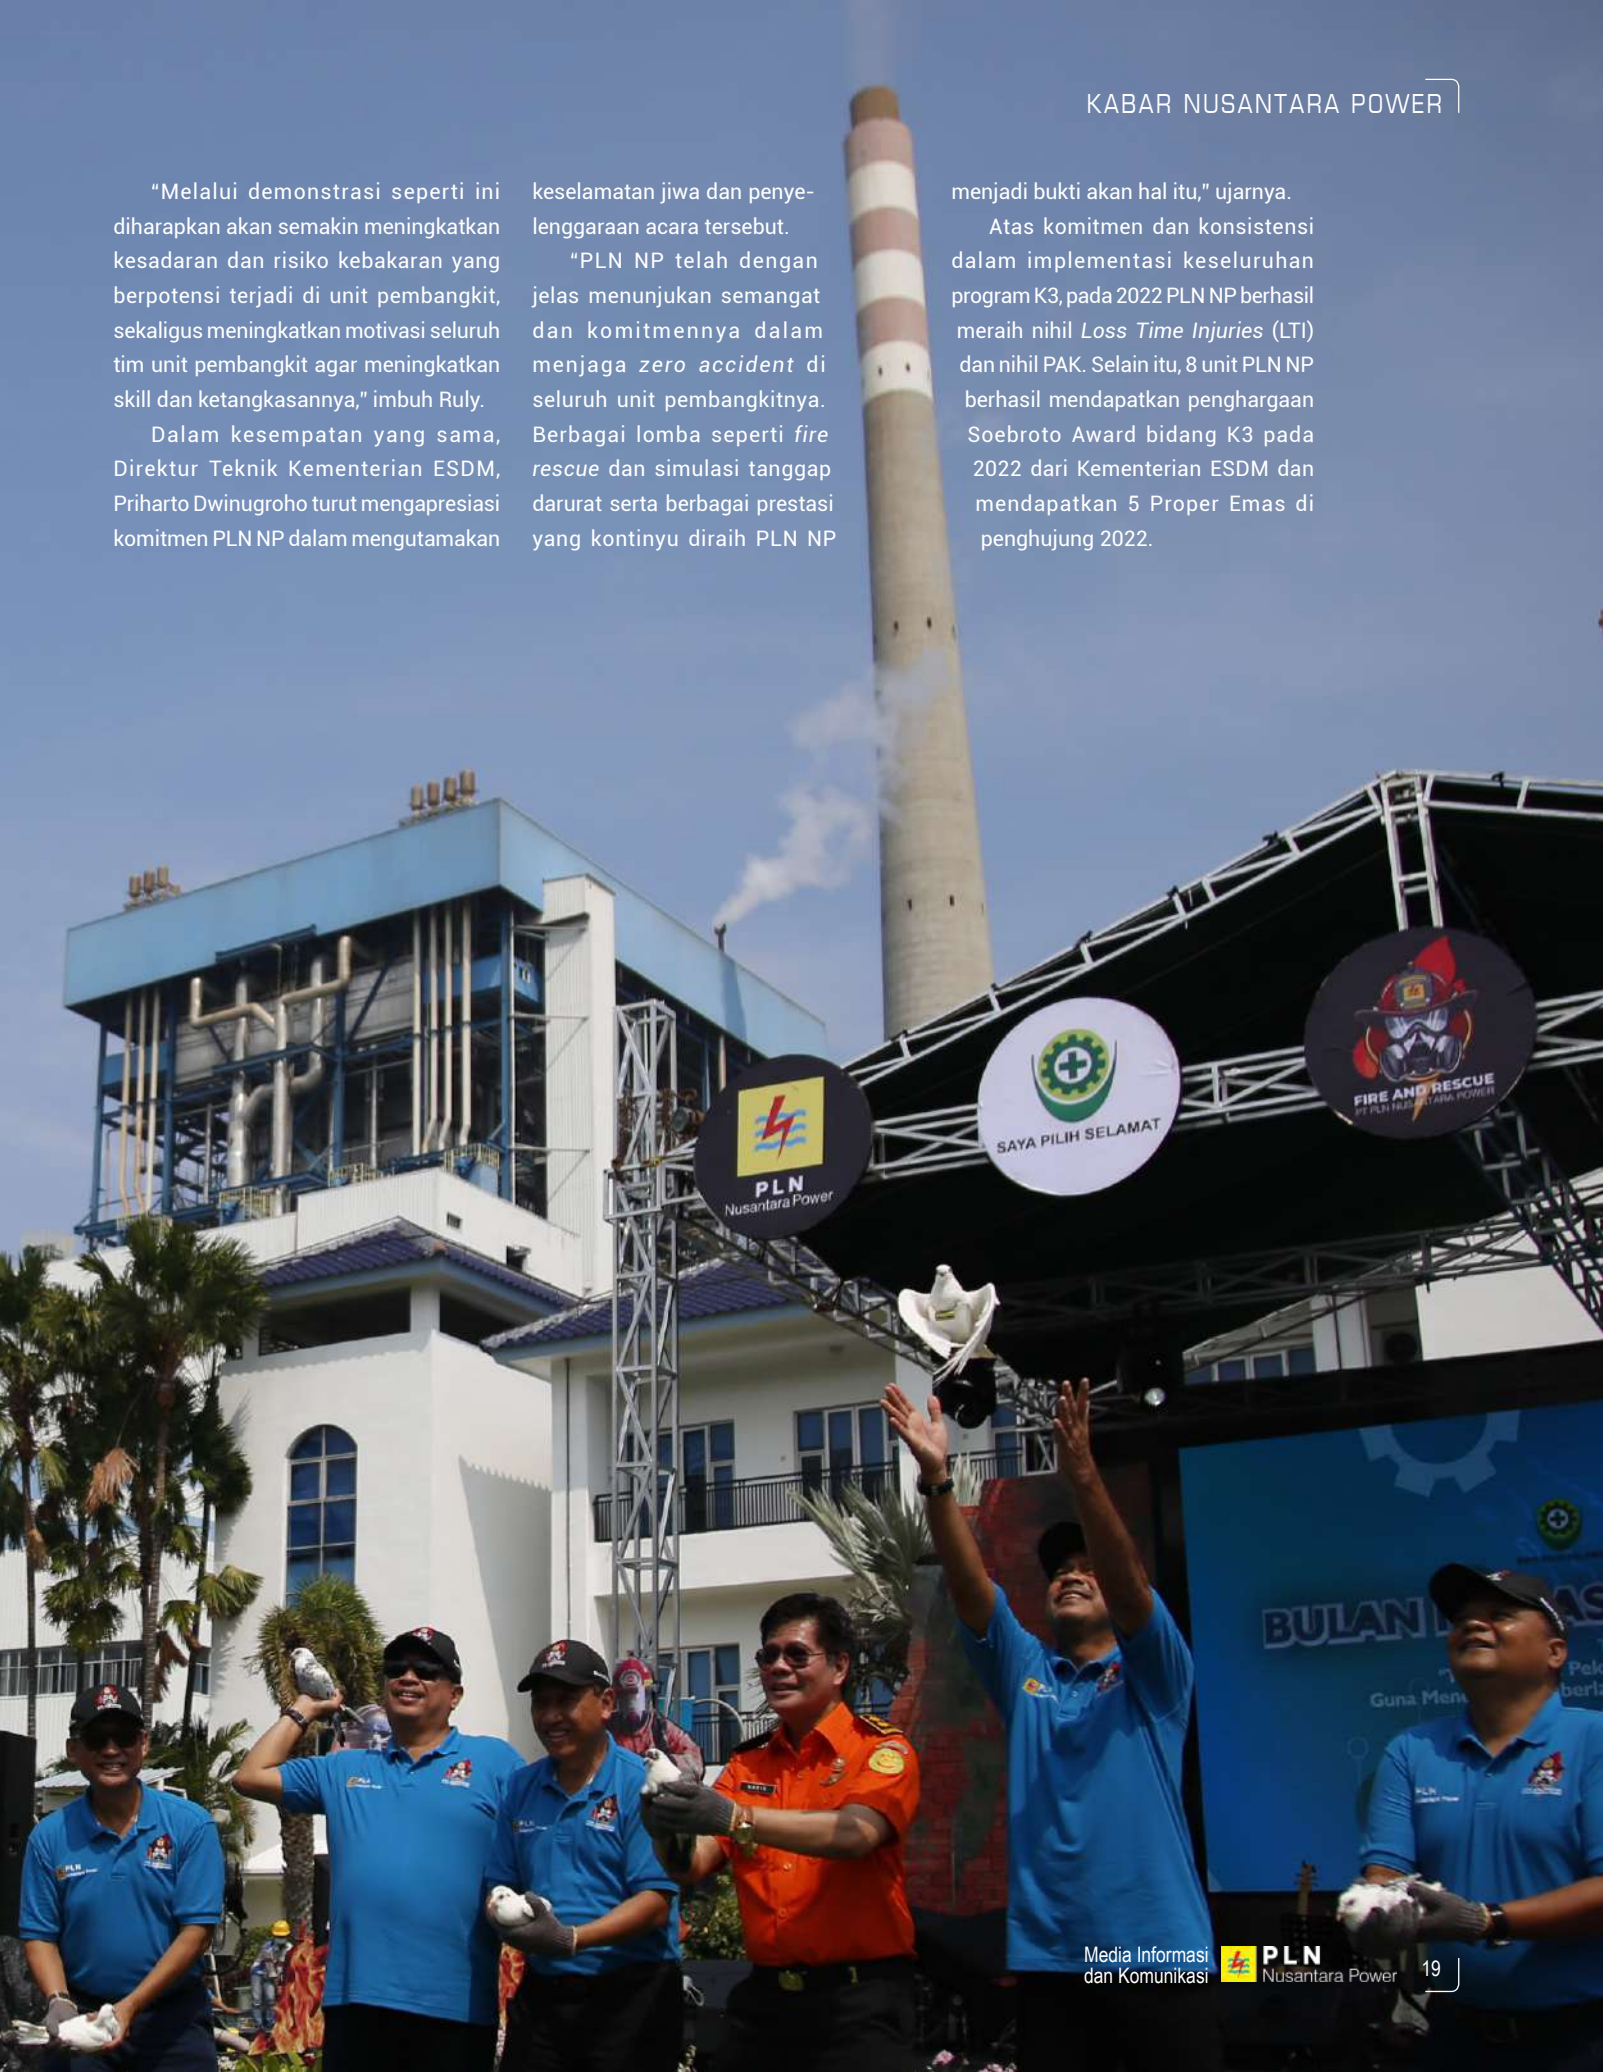 KABAR NUSANTARA POWER
“Melalui demonstrasi seperti ini
diharapkan akan semakin meningkatkan
kesadaran dan risiko kebakaran yang
berpotensi terjadi di unit pembangkit,
sekaligus meningkatkan motivasi seluruh
tim unit pembangkit agar meningkatkan
skill dan ketangkasannya,” imbuh Ruly.
Dalam kesempatan yang sama,
Direktur Teknik Kementerian ESDM,
Priharto Dwinugroho turut mengapresiasi
komitmen PLN NP dalam mengutamakan
keselamatan jiwa dan penye-
lenggaraan acara tersebut.
“PLN NP telah dengan
jelas menunjukan semangat
dan komitmennya dalam
menjaga zero accident di
seluruh unit pembangkitnya.
Berbagai lomba seperti fire
rescue dan simulasi tanggap
darurat serta berbagai prestasi
yang kontinyu diraih PLN NP
menjadi bukti akan hal itu,” ujarnya.
Atas komitmen dan konsistensi
dalam implementasi keseluruhan
program K3, pada 2022 PLN NP berhasil
meraih nihil Loss Time Injuries (LTI)
dan nihil PAK. Selain itu, 8 unit PLN NP
berhasil mendapatkan penghargaan
Soebroto Award bidang K3 pada
2022 dari Kementerian ESDM dan
mendapatkan 5 Proper Emas di
penghujung 2022.
PLN
Nusantara Power
SAYA PILIH SELAMAT
FIRE AND RESCUE
PT PLN NUSANTARA POWER
BULAN
Guna
PLN
PLN
Media Informasi
dan Komunikasi
PLN
Nusantara Power
19